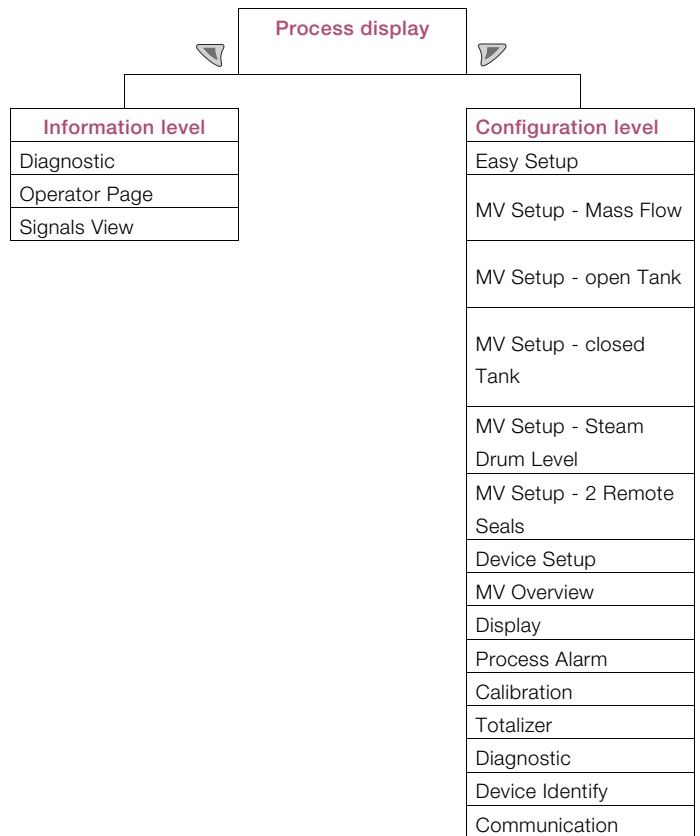 Process display
Information level
Diagnostic
Operator Page
Signals View
Configuration level
Easy Setup
MV Setup - Mass Flow
MV Setup - open Tank
MV Setup - closed
Tank
MV Setup - Steam
Drum Level
MV Setup - 2 Remote
Seals
Device Setup
MV Overview
Display
Process Alarm
Calibration
Totalizer
Diagnostic
Device Identify
Communication